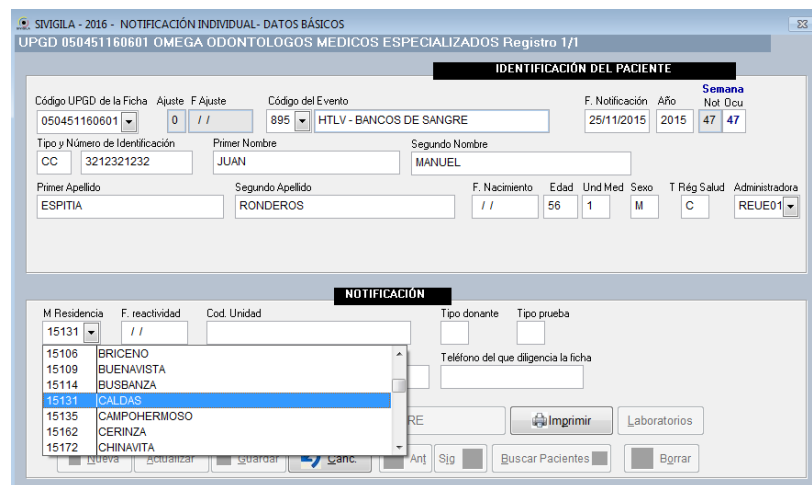 SIVIGILA - 2016 - NOTIFICACIÓN INDIVIDUAL- DATOS BÁSICOS
UPGD 050451160601 OMEGA ODONTOLOGOS MEDICOS ESPECIALIZADOS Registro 1/1
IDENTIFICACIÓN DEL PACIENTE
Semana
Código UPGD de la Ficha Ajuste F Ajuste Código del Evento F. Notificación Año Not Ocu
050451160601 0 / / 895 HTLV - BANCOS DE SANGRE 25/11/2015 2015 47 47
Tipo y Número de Identificación Primer Nombre Segundo Nombre
CC 3212321232 JUAN MANUEL
Primer Apellido Segundo Apellido F. Nacimiento Edad Und Med Sexo T Rég Salud Administradora
ESPITIA RONDEROS / / 56 1 M C REUE01
NOTIFICACIÓN
M Residencia F. reactividad Cod. Unidad Tipo donante Tipo prueba
15131 / /
15106 BRICENO
15109 BUENAVISTA
Teléfono del que diligencia la ficha
15114 BUSBANZA
15131 CALDAS
15135 CAMPOHERMOSO
RE Imprimir Laboratorios
15162 CERINZA
15172 CHINAVITA
Nueva Actualizar Guardar Canc. Ant Sig Buscar Pacientes Borrar